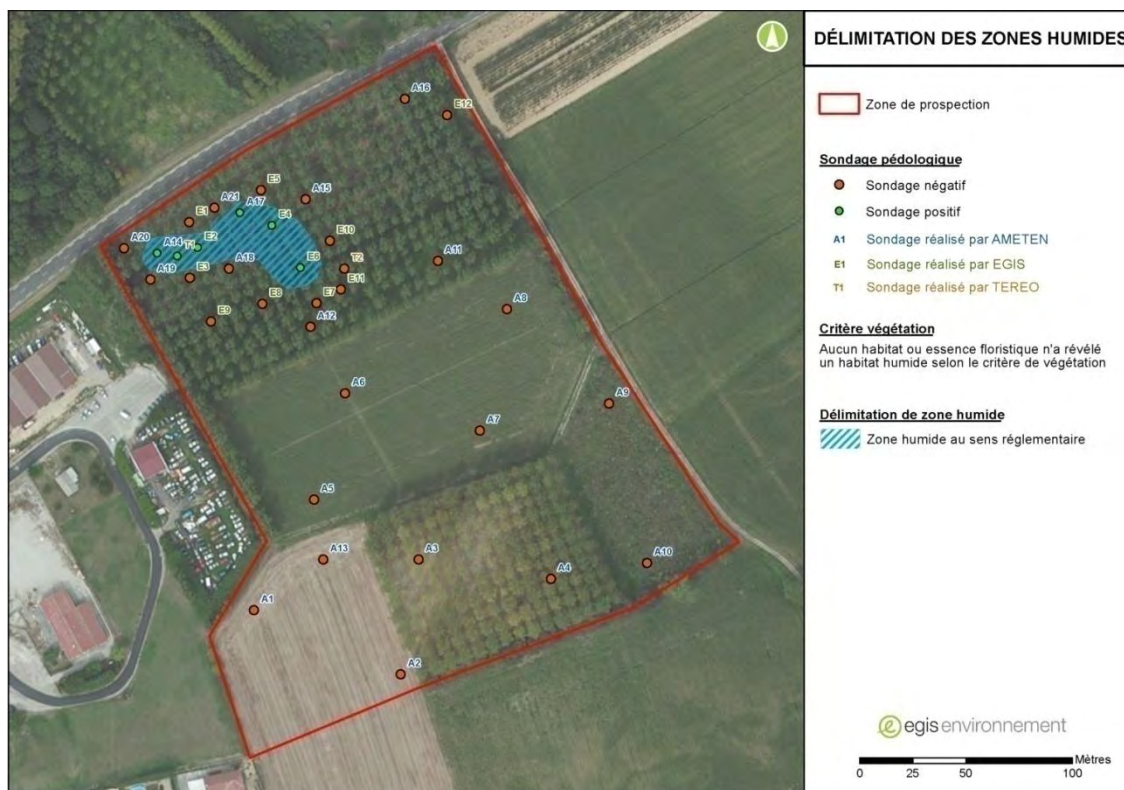 DÉLIMITATION DES ZONES HUMIDES
Zone de prospection
Sondage pédologique
Sondage négatif
Sondage positif
A1 Sondage réalisé par AMETEN
E1 Sondage réalisé par EGIS
T1 Sondage réalisé par TEREO
Critère végétation
Aucun habitat ou essence floristique n'a révélé
un habitat humide selon le critère de végétation
Délimitation de zone humide
Zone humide au sens réglementaire
egis environnement
Mètres
0 25 50 100
A16
E12
E5
A15
A21
A17
E1
E4
E10
A20
A14
E2
T1
A11
A19
E3
A18
E6
T2
E11
E9
E8
E7
A12
A8
A6
A9
A7
A5
A13
A3
A4
A10
A1
A2